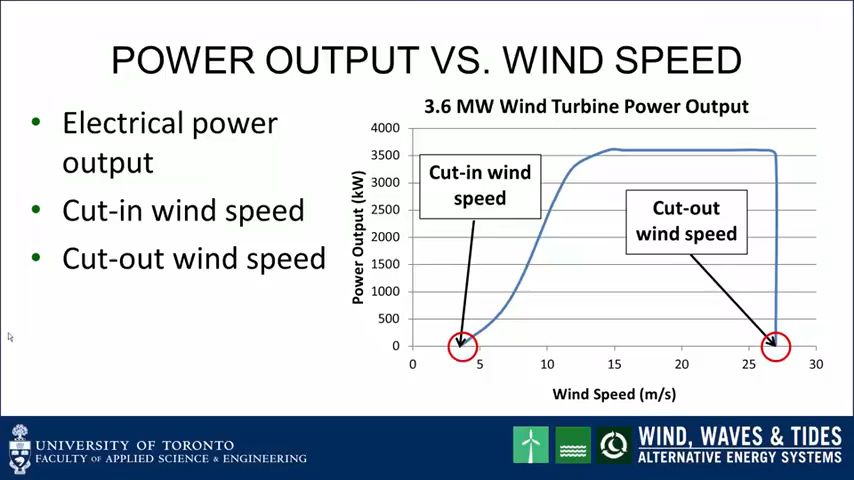 POWER OUTPUT VS. WIND SPEED
• Electrical power
output
• Cut-in wind speed
• Cut-out wind speed
3.6 MW Wind Turbine Power Output
Power Output (kW)
4000
3500
3000
2500
2000
1500
1000
500
0
Cut-in wind
speed
Cut-out
wind speed
0 5 10 15 20 25 30
Wind Speed (m/s)
UNIVERSITY OF TORONTO
FACULTY OF APPLIED SCIENCE & ENGINEERING
WIND, WAVES & TIDES
ALTERNATIVE ENERGY SYSTEMS